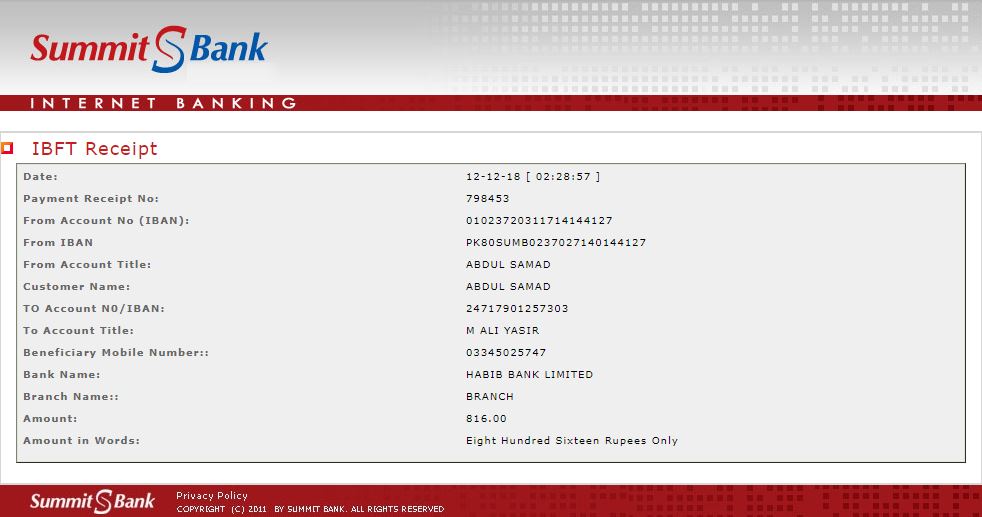 Summit S Bank
INTERNET BANKING
IBFT Receipt
Date: 12-12-18 [ 02:28:57 ]
Payment Receipt No: 798453
From Account No (IBAN): 01023720311714144127
From IBAN PK80SUMB0237027140144127
From Account Title: ABDUL SAMAD
Customer Name: ABDUL SAMAD
TO Account N0/IBAN: 24717901257303
To Account Title: M ALI YASIR
Beneficiary Mobile Number:: 03345025747
Bank Name: HABIB BANK LIMITED
Branch Name:: BRANCH
Amount: 816.00
Amount in Words: Eight Hundred Sixteen Rupees Only
Summit S Bank
Privacy Policy
COPYRIGHT (C) 2011 BY SUMMIT BANK. ALL RIGHTS RESERVED